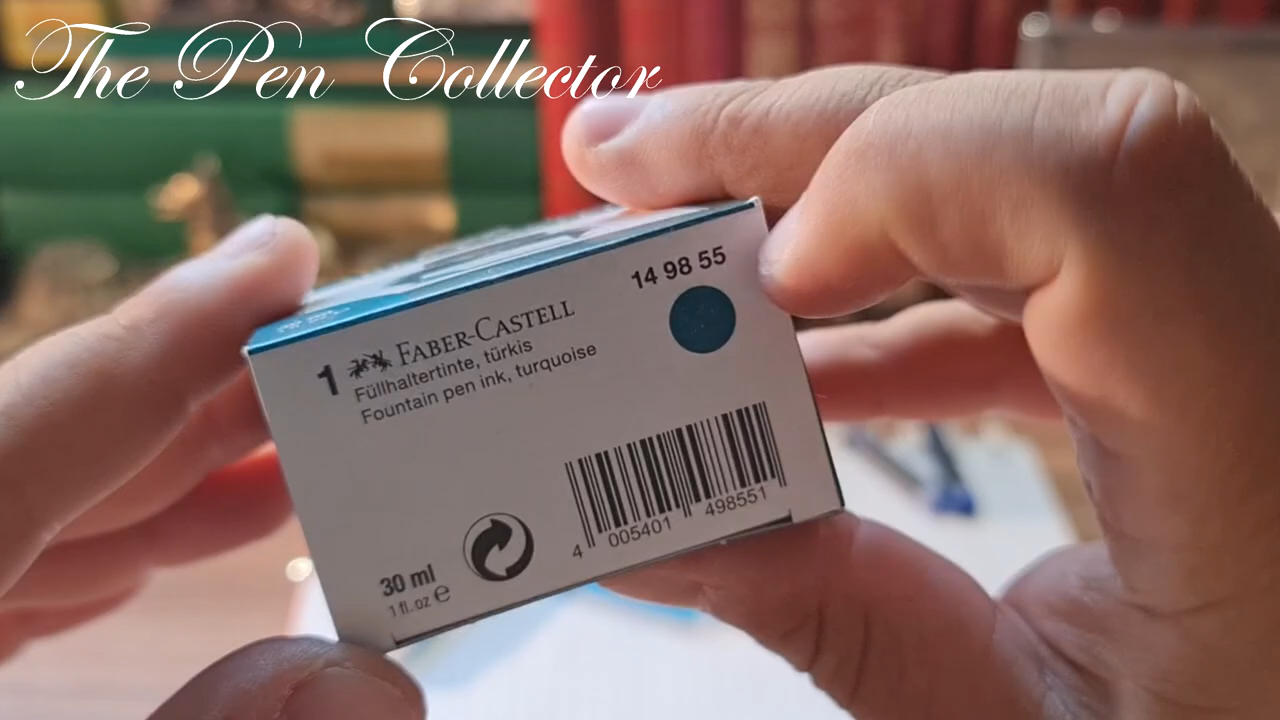 The Pen Collector
14 98 55
1 FABER-CASTELL
Füllhaltertinte, türkis
Fountain pen ink, turquoise
4 005401 498551
30 ml
1 fl.oz e